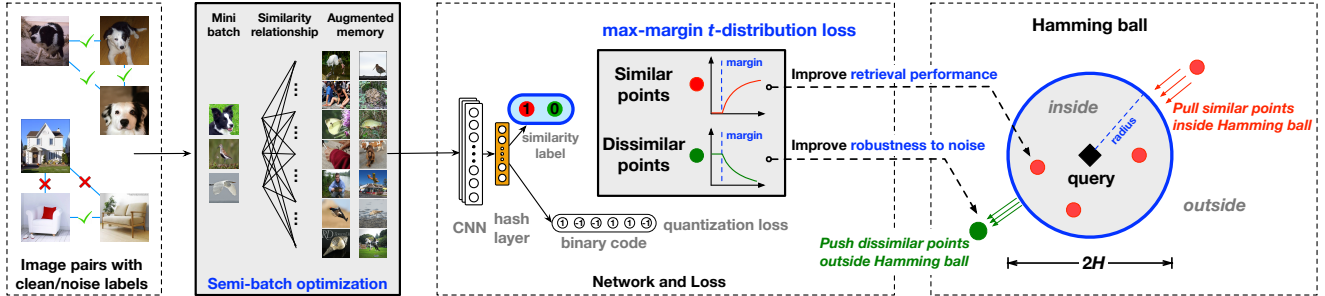 Image pairs with
clean/noise labels
Mini
batch
Similarity
relationship
Augmented
memory
Semi-batch optimization
max-margin t-distribution loss
Similar
points
margin
Dissimilar
points
margin
1 0
similarity
label
CNN
hash
layer
1 -1 -1 1 1 -1
binary code
quantization loss
Network and Loss
Improve retrieval performance
Improve robustness to noise
Hamming ball
inside
radius
query
outside
Pull similar points
inside Hamming ball
Push dissimilar points
outside Hamming ball
2H